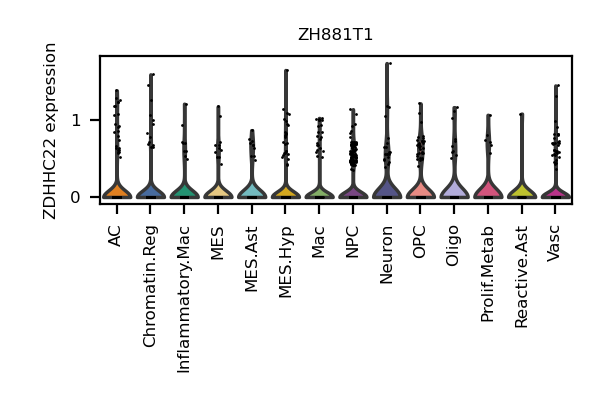 ZH881T1
ZDHHC22 expression
1
0
AC
Chromatin.Reg
Inflammatory.Mac
MES
MES.Ast
MES.Hyp
Mac
NPC
Neuron
OPC
Oligo
Prolif.Metab
Reactive.Ast
Vasc